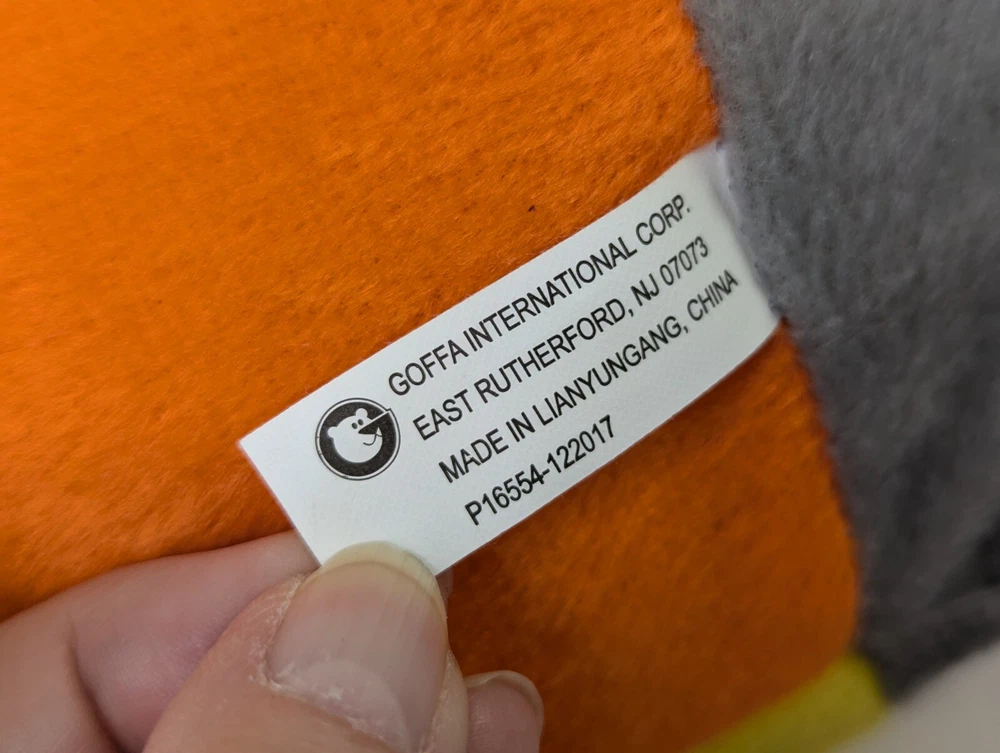 GOFFA INTERNATIONAL CORP.
EAST RUTHERFORD, NJ 07073
MADE IN LIANYUNGANG, CHINA
P16554-122017